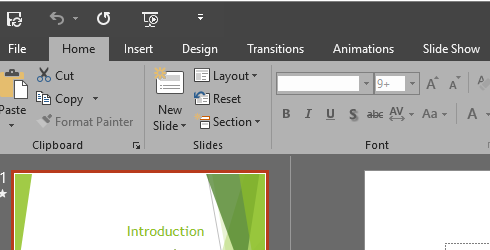 File Home Insert Design Transitions Animations Slide Show
Cut
Copy
Paste
Format Painter
Clipboard
New
Slide
Layout
Reset
Section
Slides
9+
A A A
B I U S abc AV Aa A
Font
1
Introduction